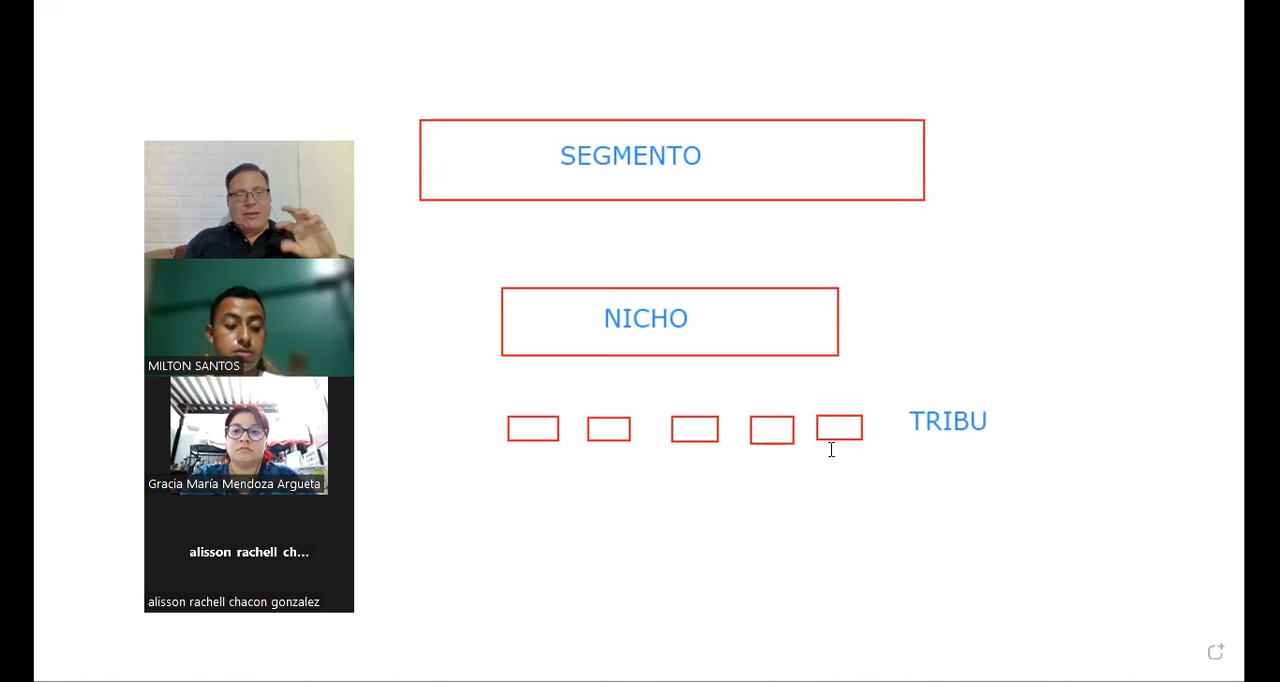 SEGMENTO
NICHO
TRIBU
MILTON SANTOS
Gracia María Mendoza Argueta
alisson rachell ch...
alisson rachell chacon gonzalez